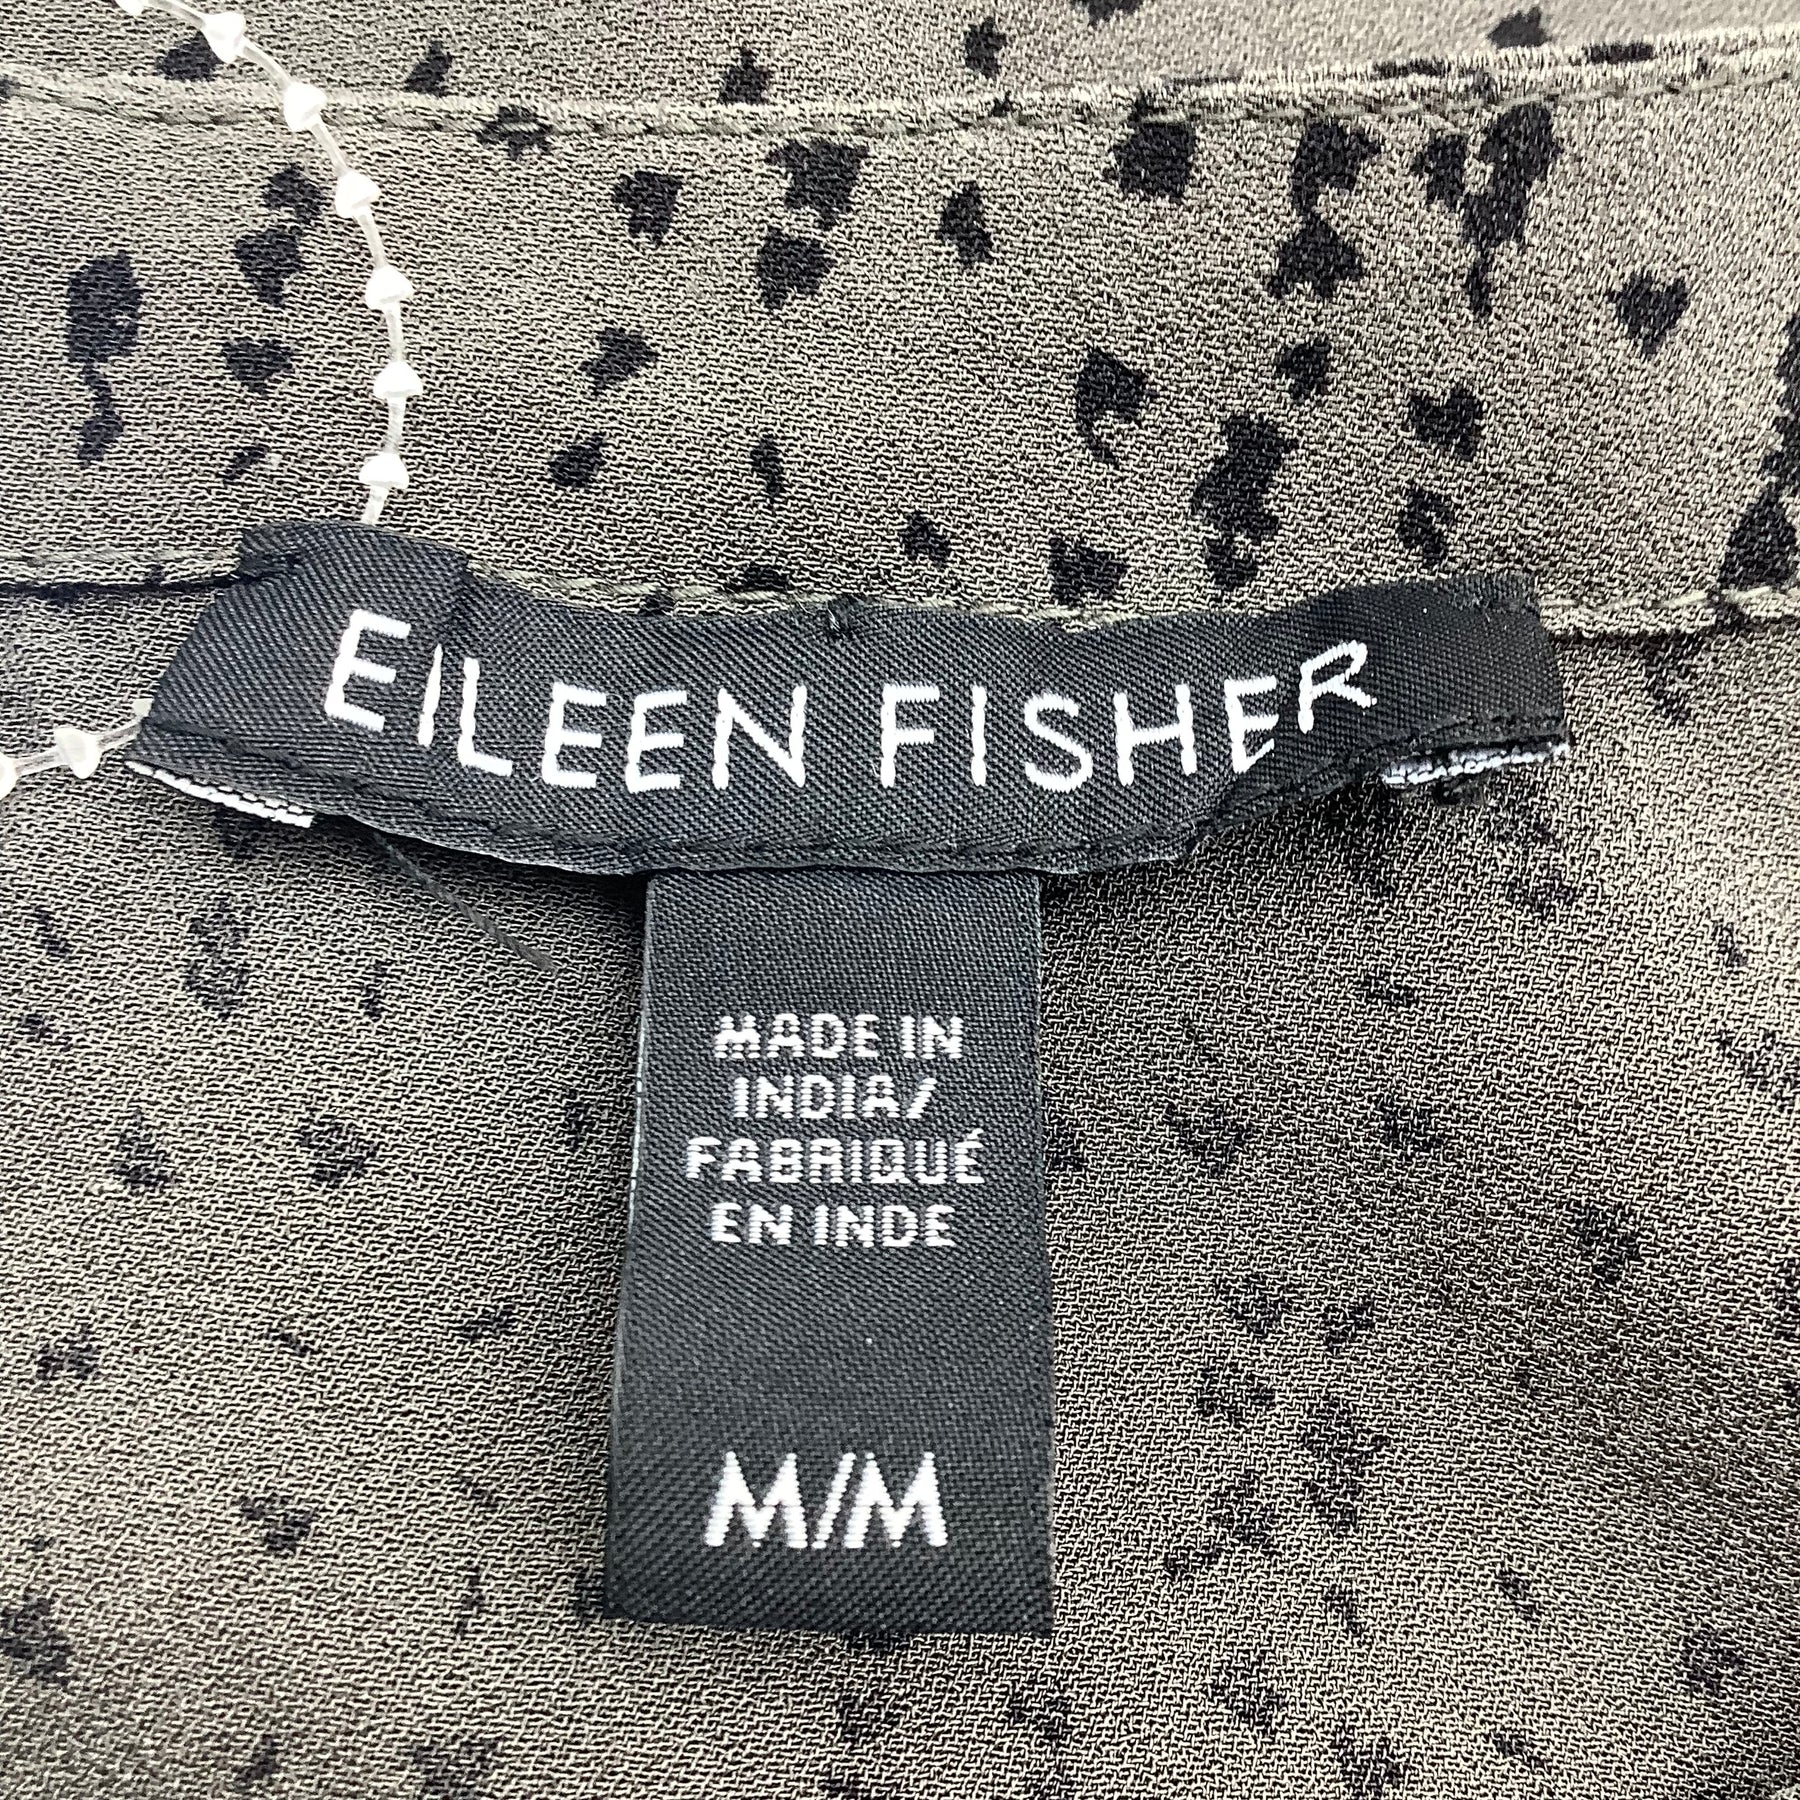 EILEEN FISHER
MADE IN
INDIA/
FABRIQUÉ
EN INDE
M/M